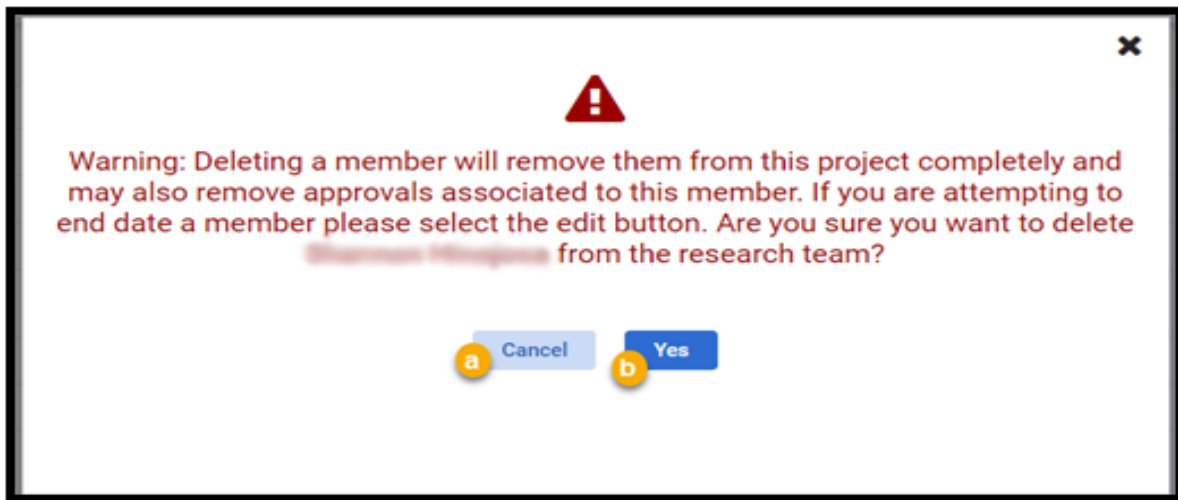 Warning: Deleting a member will remove them from this project completely and
may also remove approvals associated to this member. If you are attempting to
end date a member please select the edit button. Are you sure you want to delete
from the research team?
a Cancel b Yes